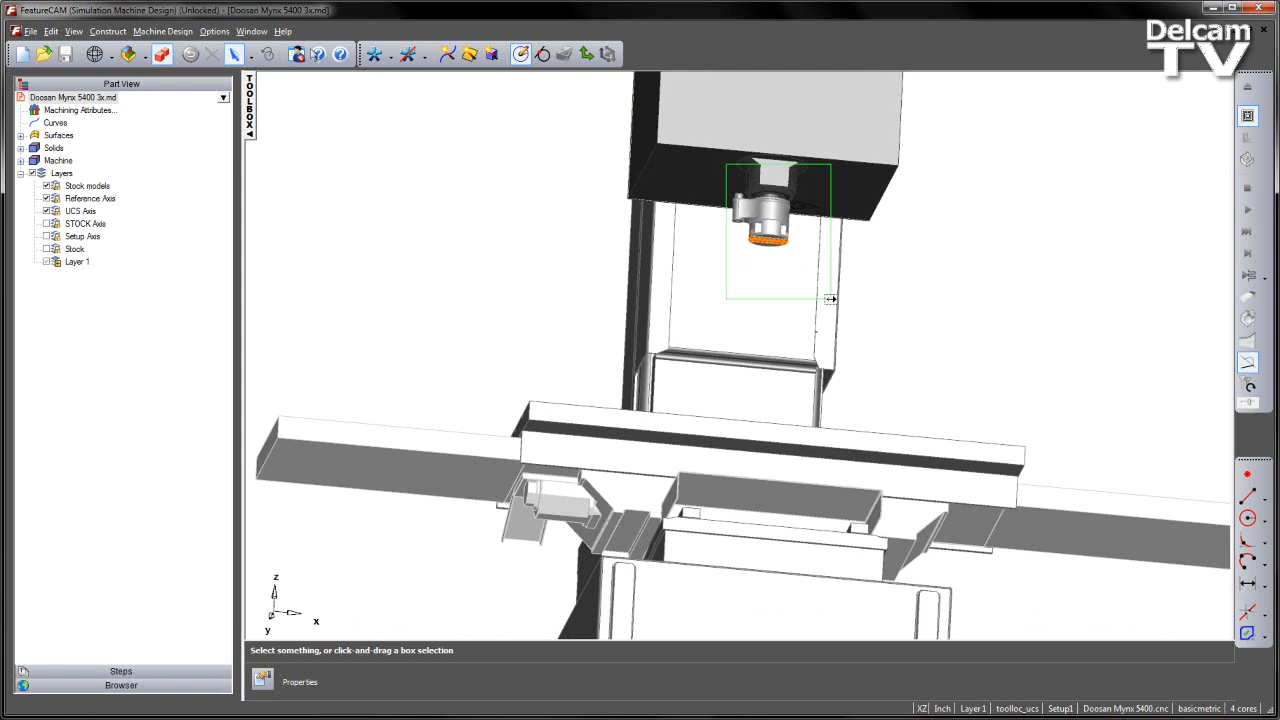 FeatureCAM (Simulation Machine Design) (Unlocked) - [Doosan Mynx 5400 3x.md]
File Edit View Construct Machine Design Options Window Help
Delcam
TV
Part View
TOOLBOX
Doosan Mynx 5400 3x.md
Machining Attributes...
Curves
Surfaces
Solids
Machine
Layers
Stock models
Reference Axis
UCS Axis
STOCK Axis
Setup Axis
Stock
Layer 1
z
x
y
Select something, or click-and-drag a box selection
Steps
Properties
Browser
XZ Inch Layer1 toolloc_ucs Setup1 Doosan Mynx 5400.cnc basicmetric 4 cores